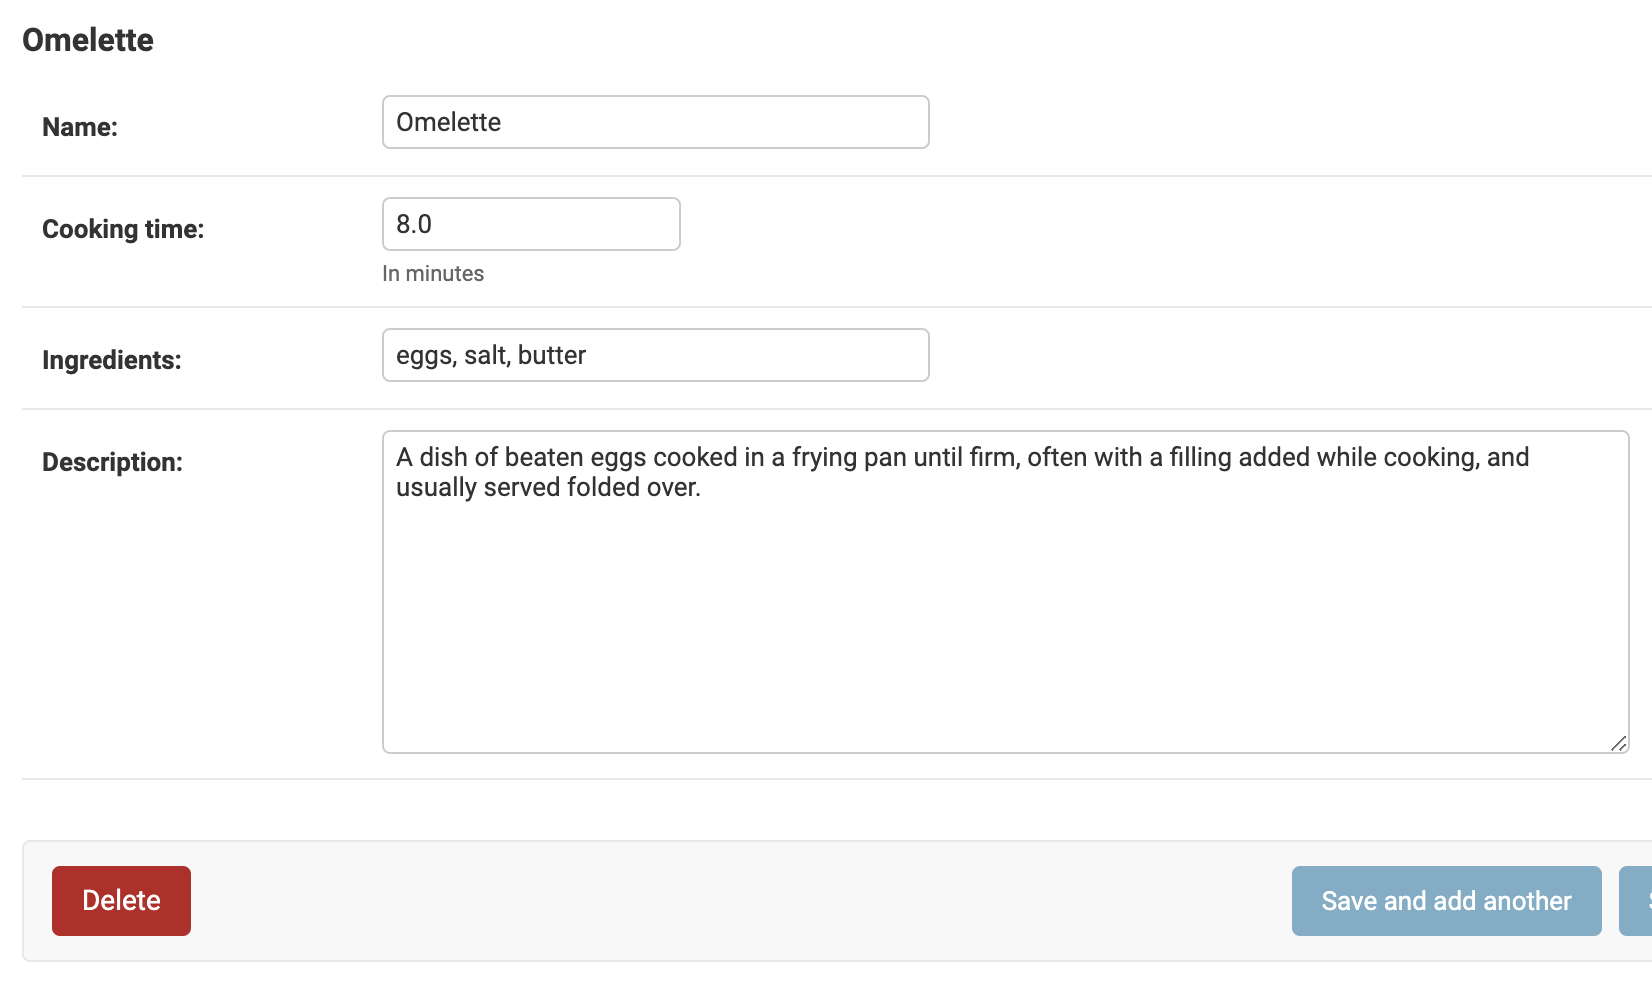 Omelette
Name:
Omelette
Cooking time:
8.0
In minutes
Ingredients:
eggs, salt, butter
Description:
A dish of beaten eggs cooked in a frying pan until firm, often with a filling added while cooking, and
usually served folded over.
Delete
Save and add another